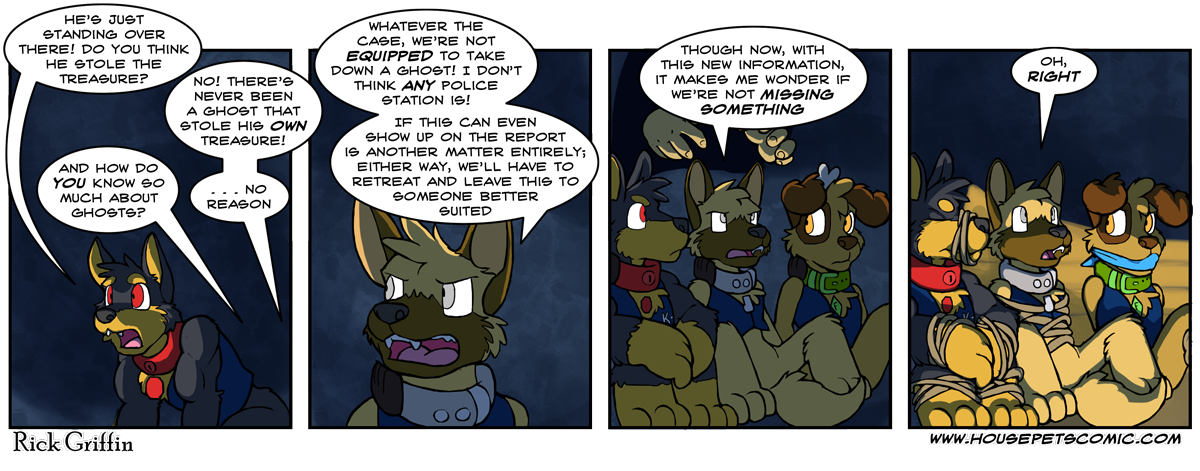 HE'S JUST
STANDING OVER
THERE! DO YOU THINK
HE STOLE THE
TREASURE?
NO! THERE'S
NEVER BEEN
A GHOST THAT
STOLE HIS OWN
TREASURE!
AND HOW DO
YOU KNOW SO
MUCH ABOUT
GHOSTS?
. . . NO
REASON
WHATEVER THE
CASE, WE'RE NOT
EQUIPPED TO TAKE
DOWN A GHOST! I DON'T
THINK ANY POLICE
STATION IS!
IF THIS CAN EVEN
SHOW UP ON THE REPORT
IS ANOTHER MATTER ENTIRELY;
EITHER WAY, WE'LL HAVE TO
RETREAT AND LEAVE THIS TO
SOMEONE BETTER
SUITED
THOUGH NOW, WITH
THIS NEW INFORMATION,
IT MAKES ME WONDER IF
WE'RE NOT MISSING
SOMETHING
OH,
RIGHT
Rick Griffin
WWW.HOUSEPETSCOMIC.COM